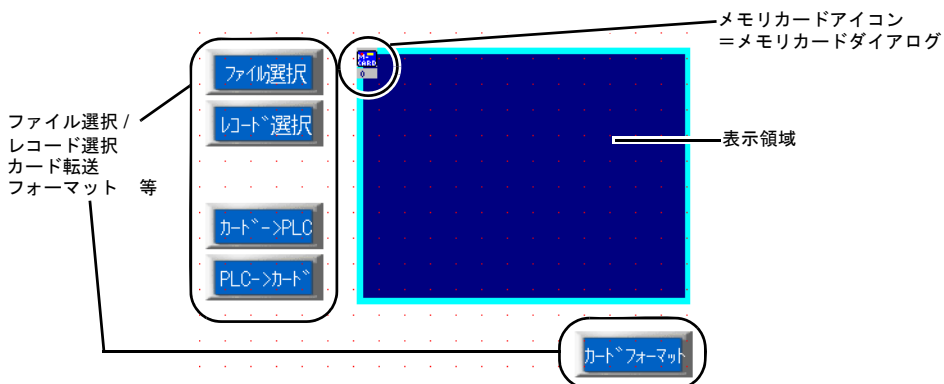 メモリカードアイコン
=メモリカードダイアログ
M-
CARD
0
ファイル選択
レコード選択
ファイル選択 /
レコード選択
カード転送
フォーマット 等
表示領域
カード->PLC
PLC->カード
カードフォーマット